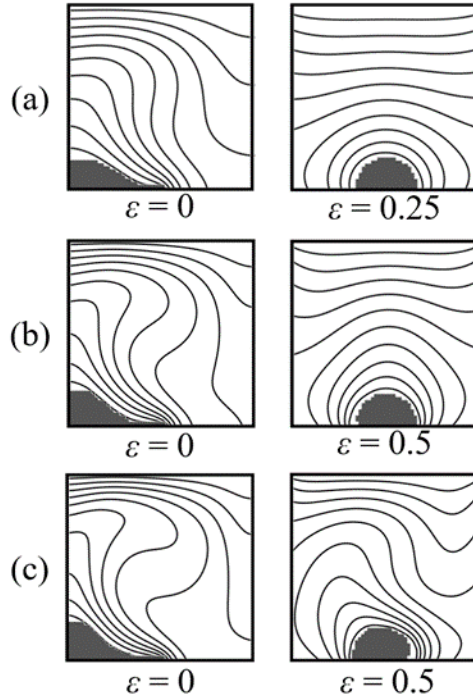 (a)
ε = 0
ε = 0.25
(b)
ε = 0
ε = 0.5
(c)
ε = 0
ε = 0.5